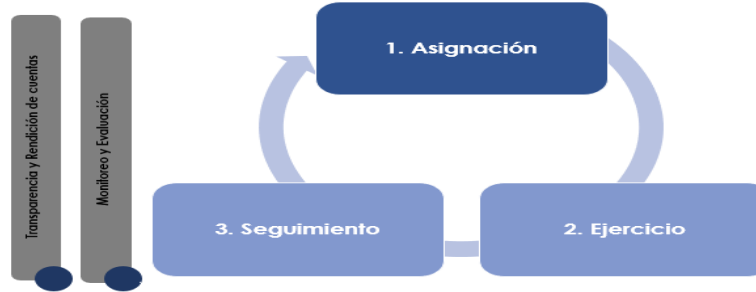 Transparencia y Rendición de cuentas
Monitoreo y Evaluación
1. Asignación
3. Seguimiento
2. Ejercicio